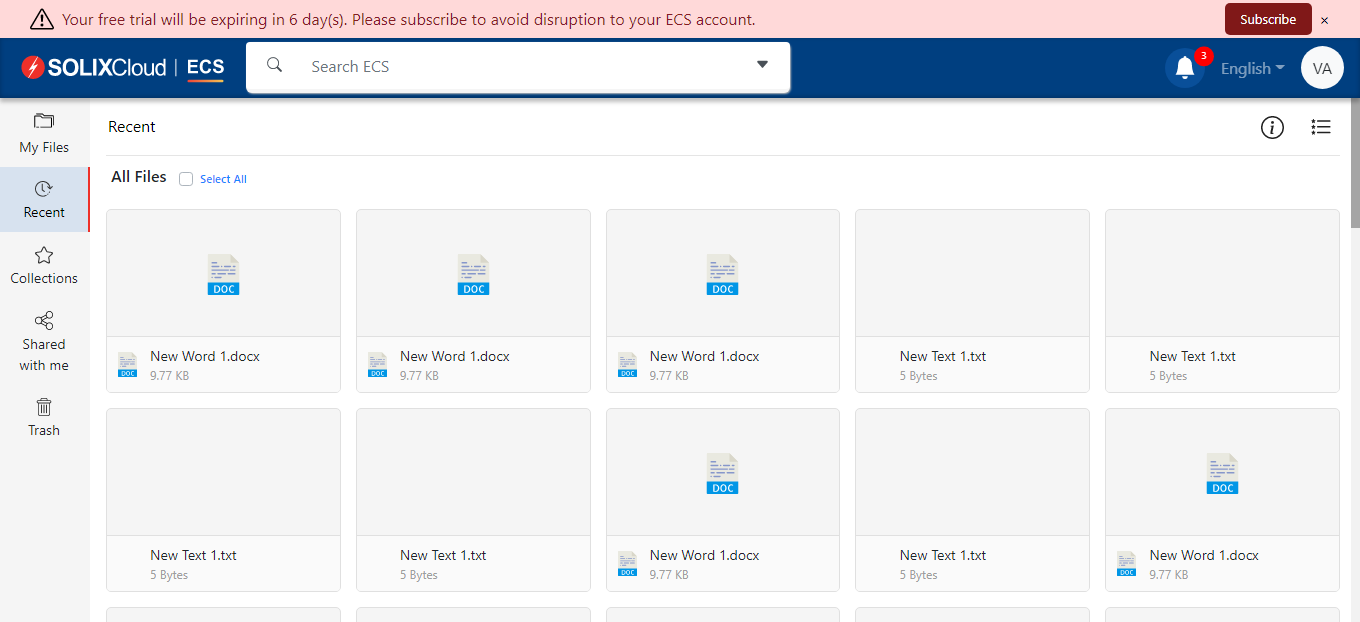 Your free trial will be expiring in 6 day(s). Please subscribe to avoid disruption to your ECS account.
Subscribe
×
SOLIXCloud | ECS
Search ECS
3
English
VA
My Files
Recent
Collections
Shared
with me
Trash
Recent
All Files
Select All
DOC
DOC
DOC
DOC
New Word 1.docx
9.77 KB
DOC
New Word 1.docx
9.77 KB
DOC
New Word 1.docx
9.77 KB
New Text 1.txt
5 Bytes
New Text 1.txt
5 Bytes
DOC
DOC
New Text 1.txt
5 Bytes
New Text 1.txt
5 Bytes
DOC
New Word 1.docx
9.77 KB
New Text 1.txt
5 Bytes
DOC
New Word 1.docx
9.77 KB